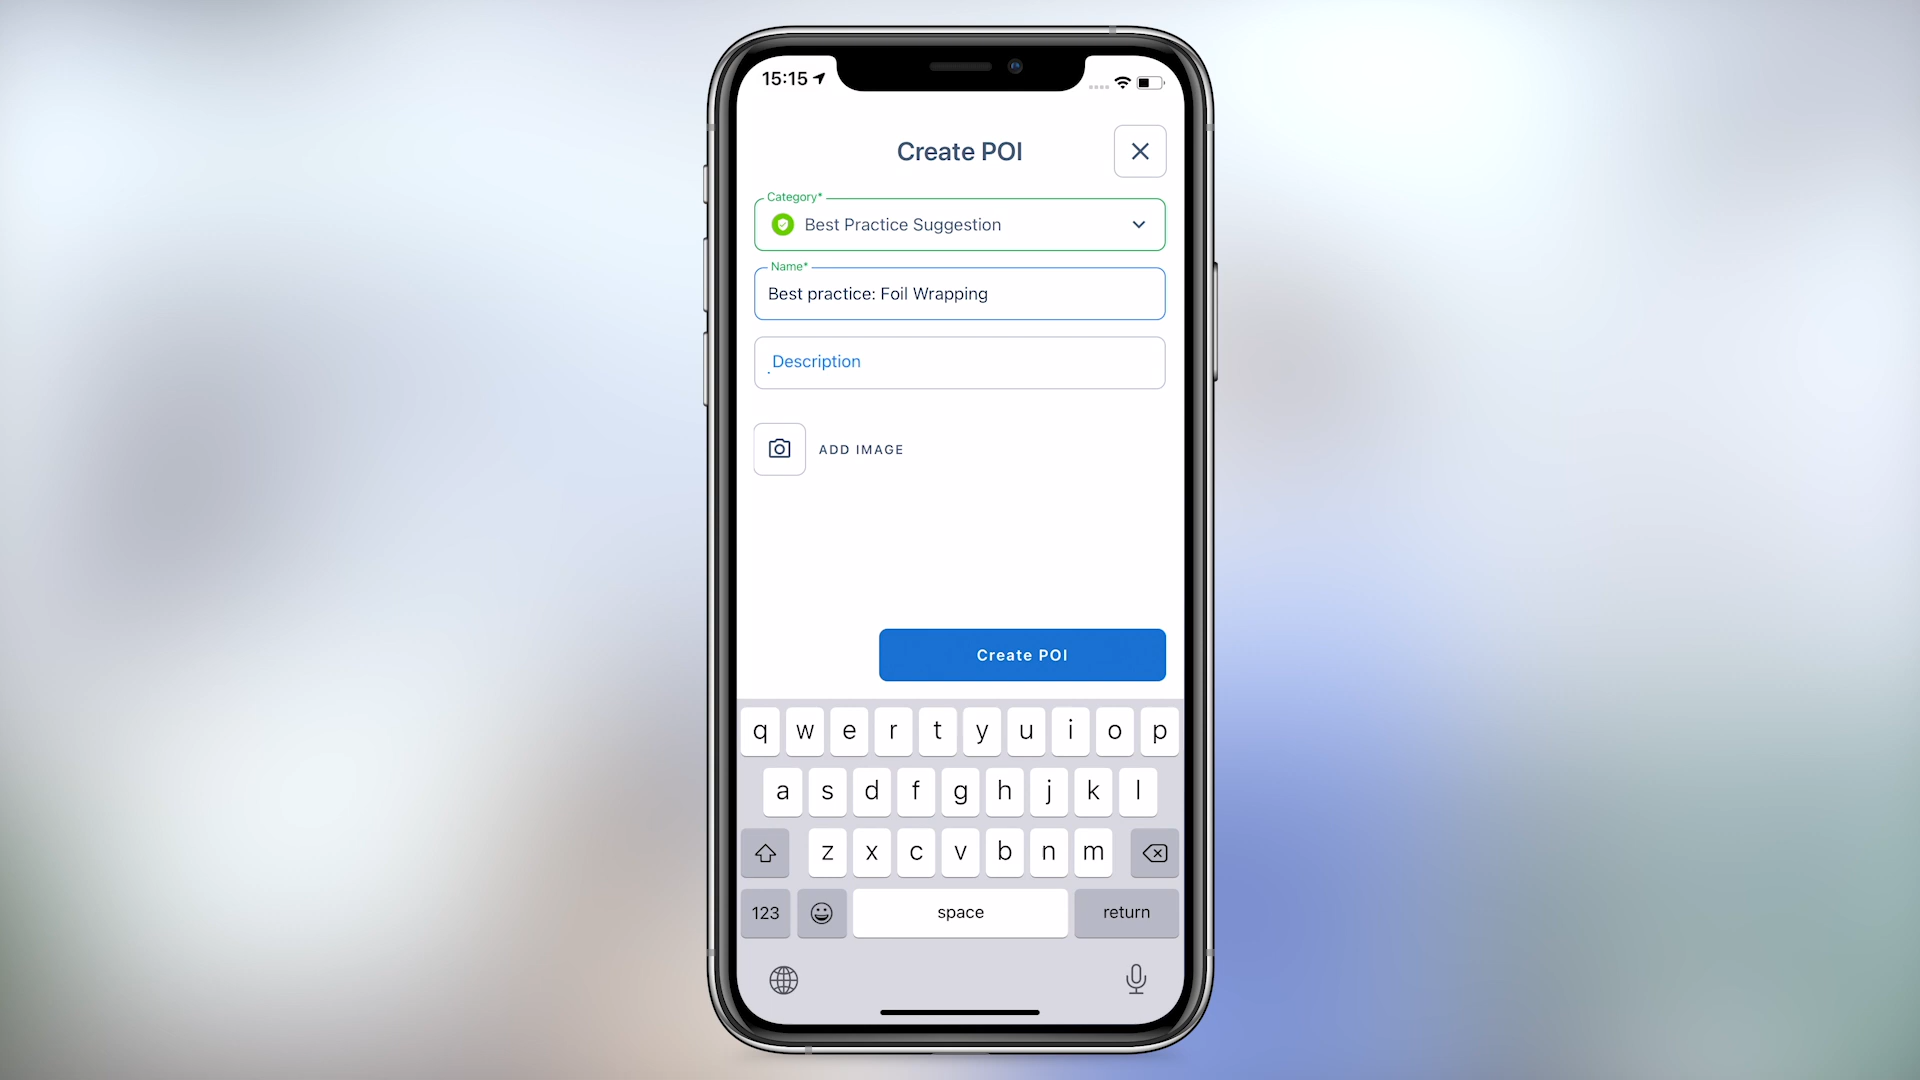 15:15
Create POI
Category*
Best Practice Suggestion
Name*
Best practice: Foil Wrapping
Description
ADD IMAGE
Create POI
q w e r t y u i o p
a s d f g h j k l
z x c v b n m
123 space return